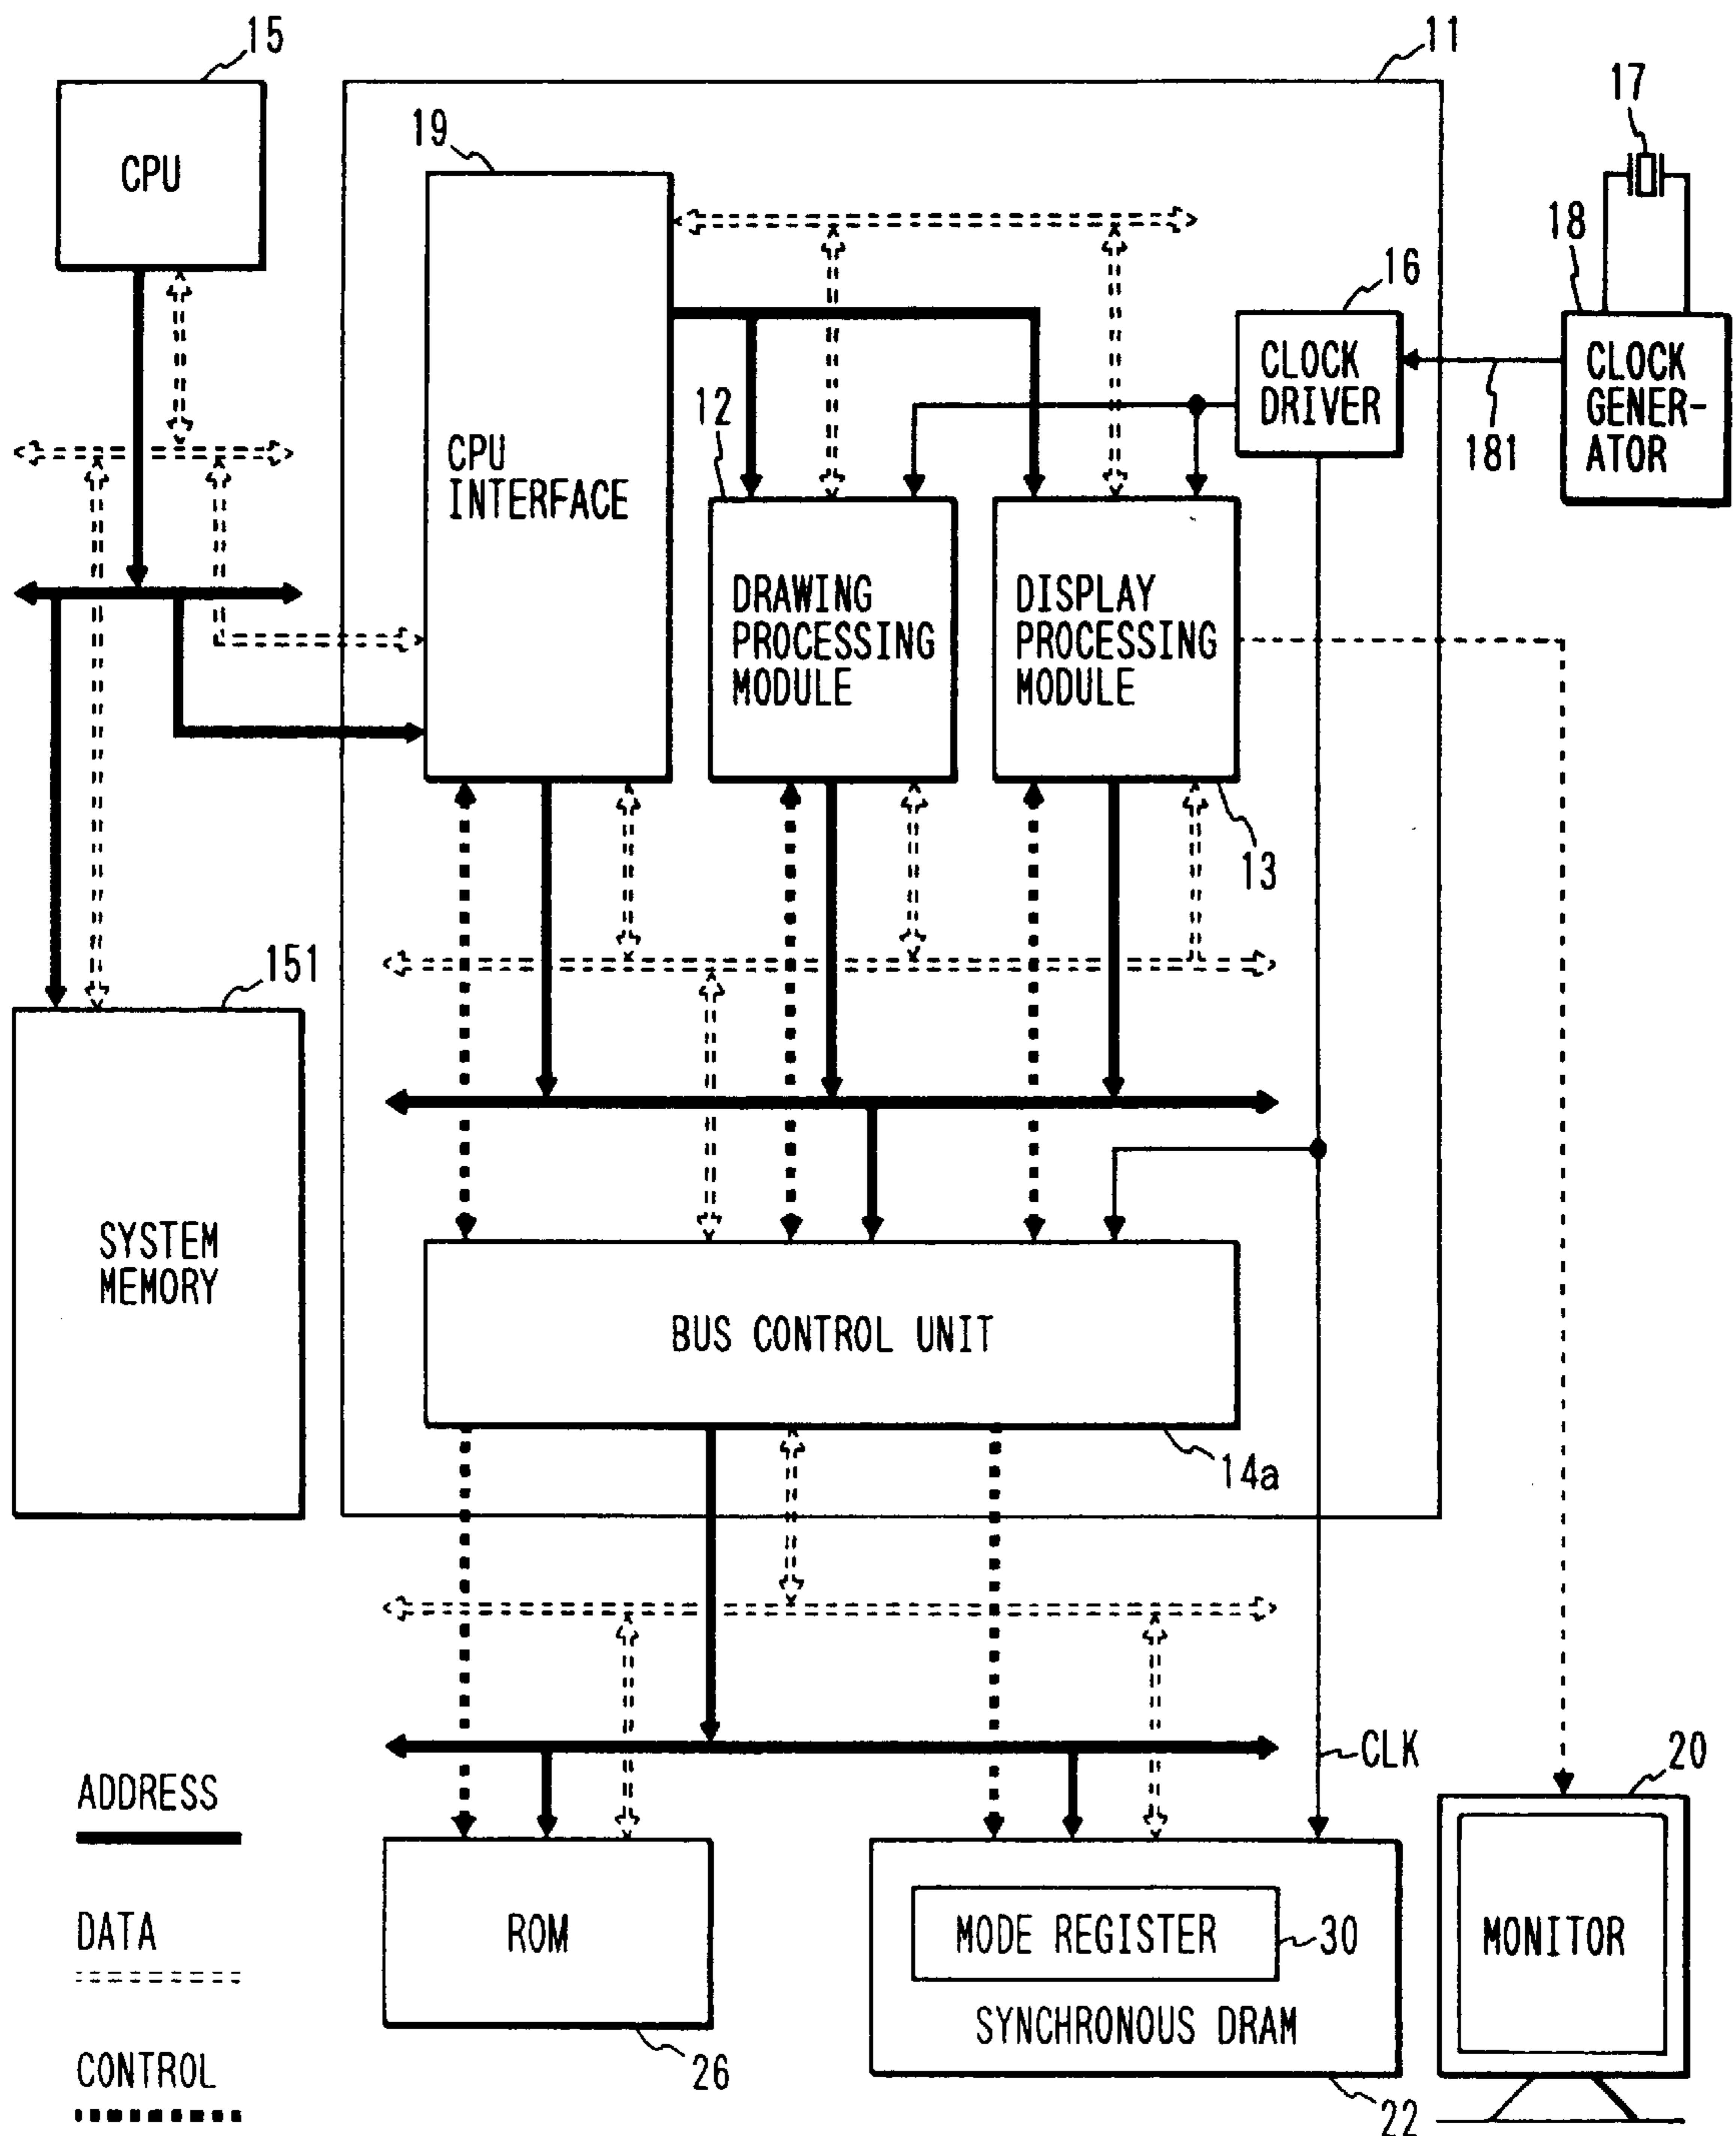 15
11
17
19
CPU
18
16
CLOCK
DRIVER
CLOCK
GENER-
ATOR
181
12
CPU
INTERFACE
DRAWING
PROCESSING
MODULE
DISPLAY
PROCESSING
MODULE
13
151
SYSTEM
MEMORY
BUS CONTROL UNIT
14a
CLK
20
ADDRESS
DATA
CONTROL
ROM
26
MODE REGISTER
30
SYNCHRONOUS DRAM
22
MONITOR